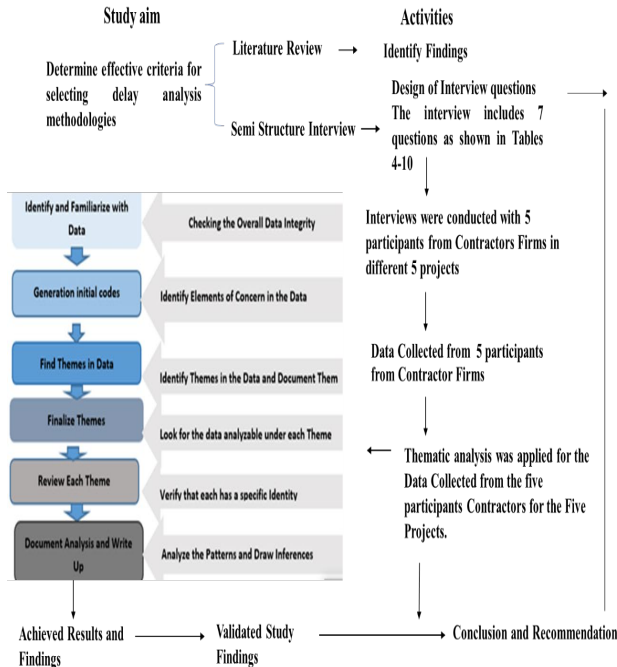 Study aim
Activities
Literature Review
Identify Findings
Determine effective criteria for
selecting delay analysis
methodologies
Semi Structure Interview
Design of Interview questions
The interview includes 7
questions as shown in Tables
4-10
Interviews were conducted with 5
participants from Contractors Firms in
different 5 projects
Data Collected from 5 participants
from Contractor Firms
Thematic analysis was applied for the
Data Collected from the five
participants Contractors for the Five
Projects.
Identify and Familiarize with
Data
Checking the Overall Data Integrity
Generation initial codes
Identify Elements of Concern in the Data
Find Themes in Data
Identify Themes in the Data and Document Them
Finalize Themes
Look for the data analyzable under each Theme
Review Each Theme
Verify that each has a specific Identity
Document Analysis and Write
Up
Analyze the Patterns and Draw Inferences
Achieved Results and
Findings
Validated Study
Findings
Conclusion and Recommendation